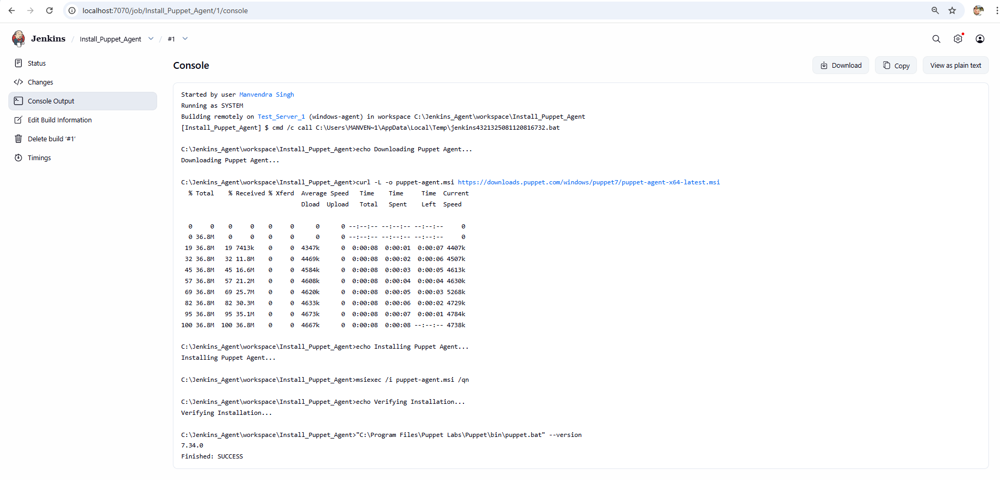 localhost:7070/job/Install_Puppet_Agent/1/console
Jenkins / Install_Puppet_Agent / #1
Status
Changes
Console Output
Edit Build Information
Delete build '#1'
Timings
Console
Download
Copy
View as plain text
Started by user Manvendra Singh
Running as SYSTEM
Building remotely on Test_Server_1 (windows-agent) in workspace C:\Jenkins_Agent\workspace\Install_Puppet_Agent
[Install_Puppet_Agent] $ cmd /c call C:\Users\MANVEN~1\AppData\Local\Temp\jenkins4321325081120816732.bat
C:\Jenkins_Agent\workspace\Install_Puppet_Agent>echo Downloading Puppet Agent...
Downloading Puppet Agent...
C:\Jenkins_Agent\workspace\Install_Puppet_Agent>curl -L -o puppet-agent.msi https://downloads.puppet.com/windows/puppet7/puppet-agent-x64-latest.msi
% Total % Received % Xferd Average Speed Time Time Time Current
Dload Upload Total Spent Left Speed
0 0 0 0 0 0 0 0 --:--:-- --:--:-- --:--:-- 0
0 36.8M 0 0 0 0 0 0 --:--:-- --:--:-- --:--:-- 0
19 36.8M 19 7413k 0 0 4347k 0 0:00:08 0:00:01 0:00:07 4407k
32 36.8M 32 11.8M 0 0 4469k 0 0:00:08 0:00:02 0:00:06 4507k
45 36.8M 45 16.6M 0 0 4584k 0 0:00:08 0:00:03 0:00:05 4613k
57 36.8M 57 21.2M 0 0 4608k 0 0:00:08 0:00:04 0:00:04 4630k
69 36.8M 69 25.7M 0 0 4620k 0 0:00:08 0:00:05 0:00:03 5268k
82 36.8M 82 30.3M 0 0 4633k 0 0:00:08 0:00:06 0:00:02 4729k
95 36.8M 95 35.1M 0 0 4673k 0 0:00:08 0:00:07 0:00:01 4784k
100 36.8M 100 36.8M 0 0 4667k 0 0:00:08 0:00:08 --:--:-- 4738k
C:\Jenkins_Agent\workspace\Install_Puppet_Agent>echo Installing Puppet Agent...
Installing Puppet Agent...
C:\Jenkins_Agent\workspace\Install_Puppet_Agent>msiexec /i puppet-agent.msi /qn
C:\Jenkins_Agent\workspace\Install_Puppet_Agent>echo Verifying Installation...
Verifying Installation...
C:\Jenkins_Agent\workspace\Install_Puppet_Agent>"C:\Program Files\Puppet Labs\Puppet\bin\puppet.bat" --version
7.34.0
Finished: SUCCESS